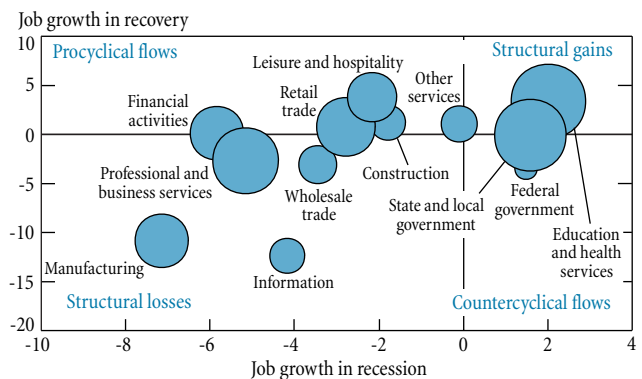 Job growth in recovery
10
5
0
-5
-10
-15
-20
Procyclical flows
Structural gains
Leisure and hospitality
Retail
trade
Other
services
Financial
activities
Professional and
business services
Wholesale
trade
Construction
State and local
government
Federal
government
Education
and health
services
Manufacturing
Information
Structural losses
Countercyclical flows
-10
-8
-6
-4
-2
0
2
4
Job growth in recession